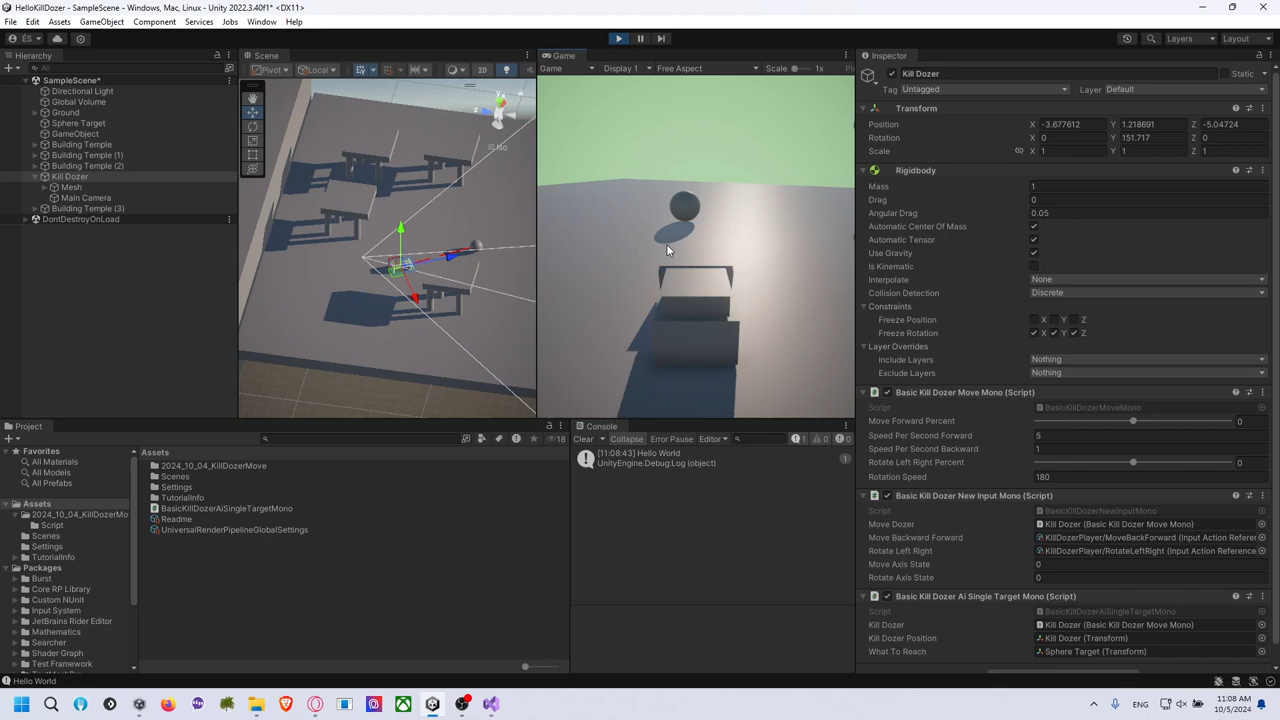 HelloKillDozer - SampleScene - Windows, Mac, Linux - Unity 2022.3.40f1* <DX11>
File Edit Assets GameObject Component Services Jobs Window Help
ÉS
Layers Layout
Hierarchy
All
SampleScene*
Directional Light
Global Volume
Ground
Sphere Target
GameObject
Building Temple
Building Temple (1)
Building Temple (2)
Kill Dozer
Mesh
Main Camera
Building Temple (3)
DontDestroyOnLoad
Scene
Pivot Local 2D
y
z
Iso
Game
Game Display 1 Free Aspect Scale 1x
Inspector
Kill Dozer Static
Tag Untagged Layer Default
Transform
Position X -3.677612 Y 1.218691 Z -5.04724
Rotation X 0 Y 151.717 Z 0
Scale X 1 Y 1 Z 1
Rigidbody
Mass 1
Drag 0
Angular Drag 0.05
Automatic Center Of Mass
Automatic Tensor
Use Gravity
Is Kinematic
Interpolate None
Collision Detection Discrete
Constraints
Freeze Position X Y Z
Freeze Rotation X Y Z
Layer Overrides
Include Layers Nothing
Exclude Layers Nothing
Basic Kill Dozer Move Mono (Script)
Script BasicKillDozerMoveMono
Move Forward Percent 0
Speed Per Second Forward 5
Speed Per Second Backward 1
Rotate Left Right Percent 0
Rotation Speed 180
Basic Kill Dozer New Input Mono (Script)
Script BasicKillDozerNewInputMono
Move Dozer Kill Dozer (Basic Kill Dozer Move Mono)
Move Backward Forward KillDozerPlayer/MoveBackForward (Input Action Refere
Rotate Left Right KillDozerPlayer/RotateLeftRight (Input Action Reference
Move Axis State 0
Rotate Axis State 0
Basic Kill Dozer Ai Single Target Mono (Script)
Script BasicKillDozerAiSingleTargetMono
Kill Dozer Kill Dozer (Basic Kill Dozer Move Mono)
Kill Dozer Position Kill Dozer (Transform)
What To Reach Sphere Target (Transform)
Project
18
Favorites
All Materials
All Models
All Prefabs
Assets
2024_10_04_KillDozerMo
Script
Scenes
Settings
TutorialInfo
Packages
Burst
Core RP Library
Custom NUnit
Input System
JetBrains Rider Editor
Mathematics
Searcher
Shader Graph
Test Framework
Assets
2024_10_04_KillDozerMove
Scenes
Settings
TutorialInfo
BasicKillDozerAiSingleTargetMono
Readme
UniversalRenderPipelineGlobalSettings
Console
Clear Collapse Error Pause Editor 1 0 0
[11:08:43] Hello World
UnityEngine.Debug:Log (object)
1
Hello World
ENG
11:08 AM
10/5/2024